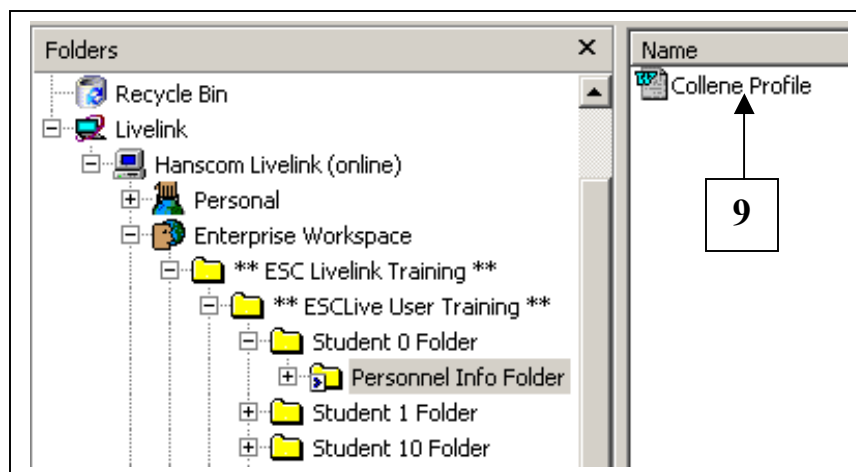 Folders
Recycle Bin
Livelink
Hanscom Livelink (online)
Personal
Enterprise Workspace
** ESC Livelink Training **
** ESCLive User Training **
Student 0 Folder
Personnel Info Folder
Student 1 Folder
Student 10 Folder
Name
Collene Profile
9